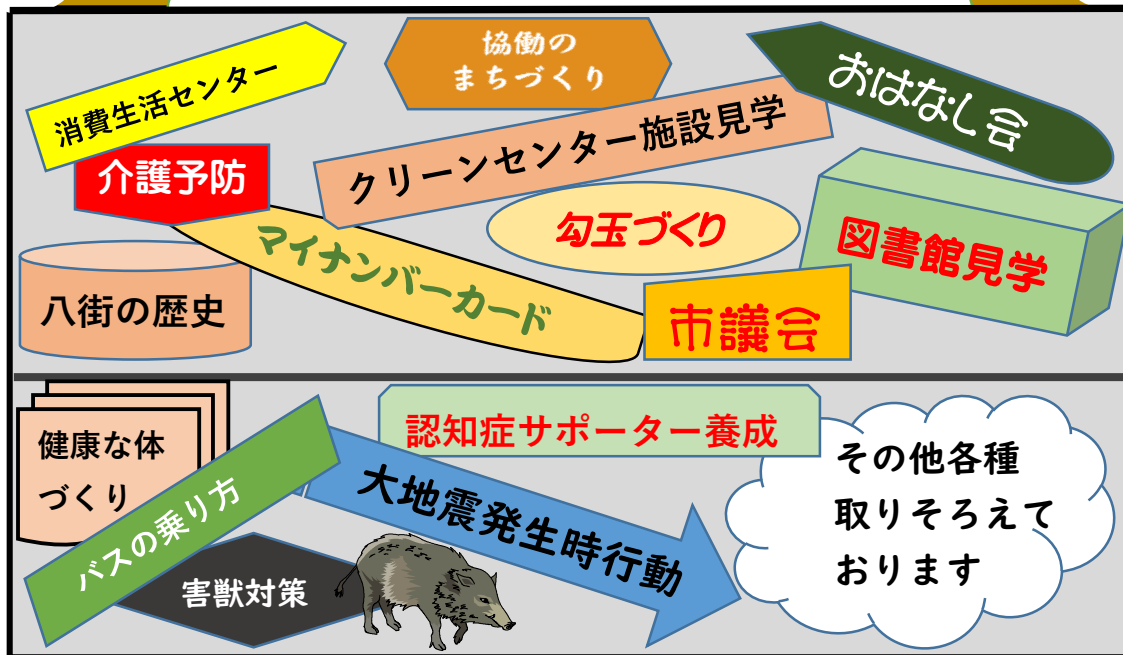 消費生活センター
協働の
まちづくり
おはなし会
クリーンセンター施設見学
介護予防
勾玉づくり
図書館見学
マイナンバーカード
八街の歴史
市議会
健康な体
づくり
バスの乗り方
認知症サポーター養成
大地震発生時行動
害獣対策
その他各種
取りそろえて
おります